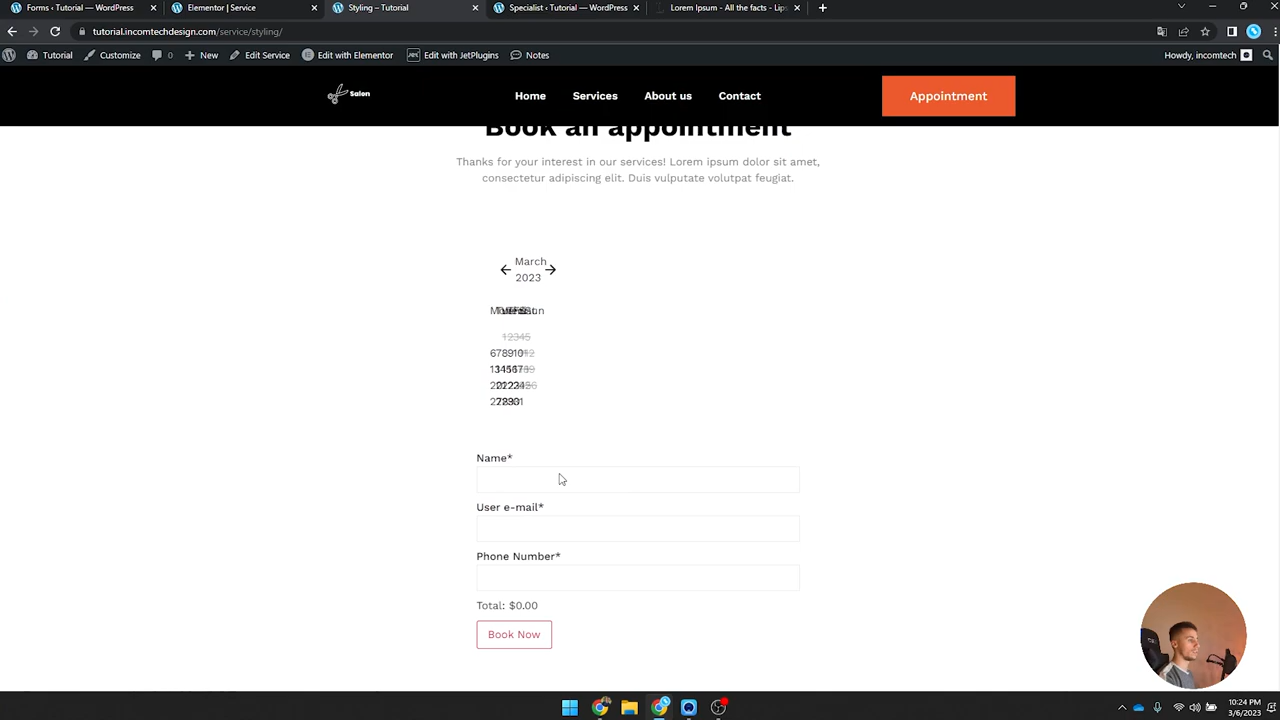 Forms ‹ Tutorial — WordPress
Elementor | Service
Styling – Tutorial
Specialist ‹ Tutorial — WordPress
Lorem Ipsum - All the facts - Lips
tutorial.incomtechdesign.com/service/styling/
Tutorial
Customize
0
New
Edit Service
Edit with Elementor
Edit with JetPlugins
Notes
Howdy, incomtech
Salon
Home
Services
About us
Contact
Appointment
Book an appointment
Thanks for your interest in our services! Lorem ipsum dolor sit amet,
consectetur adipiscing elit. Duis vulputate volutpat feugiat.
March
2023
Name*
User e-mail*
Phone Number*
Total: $0.00
Book Now
10:24 PM
3/6/2023